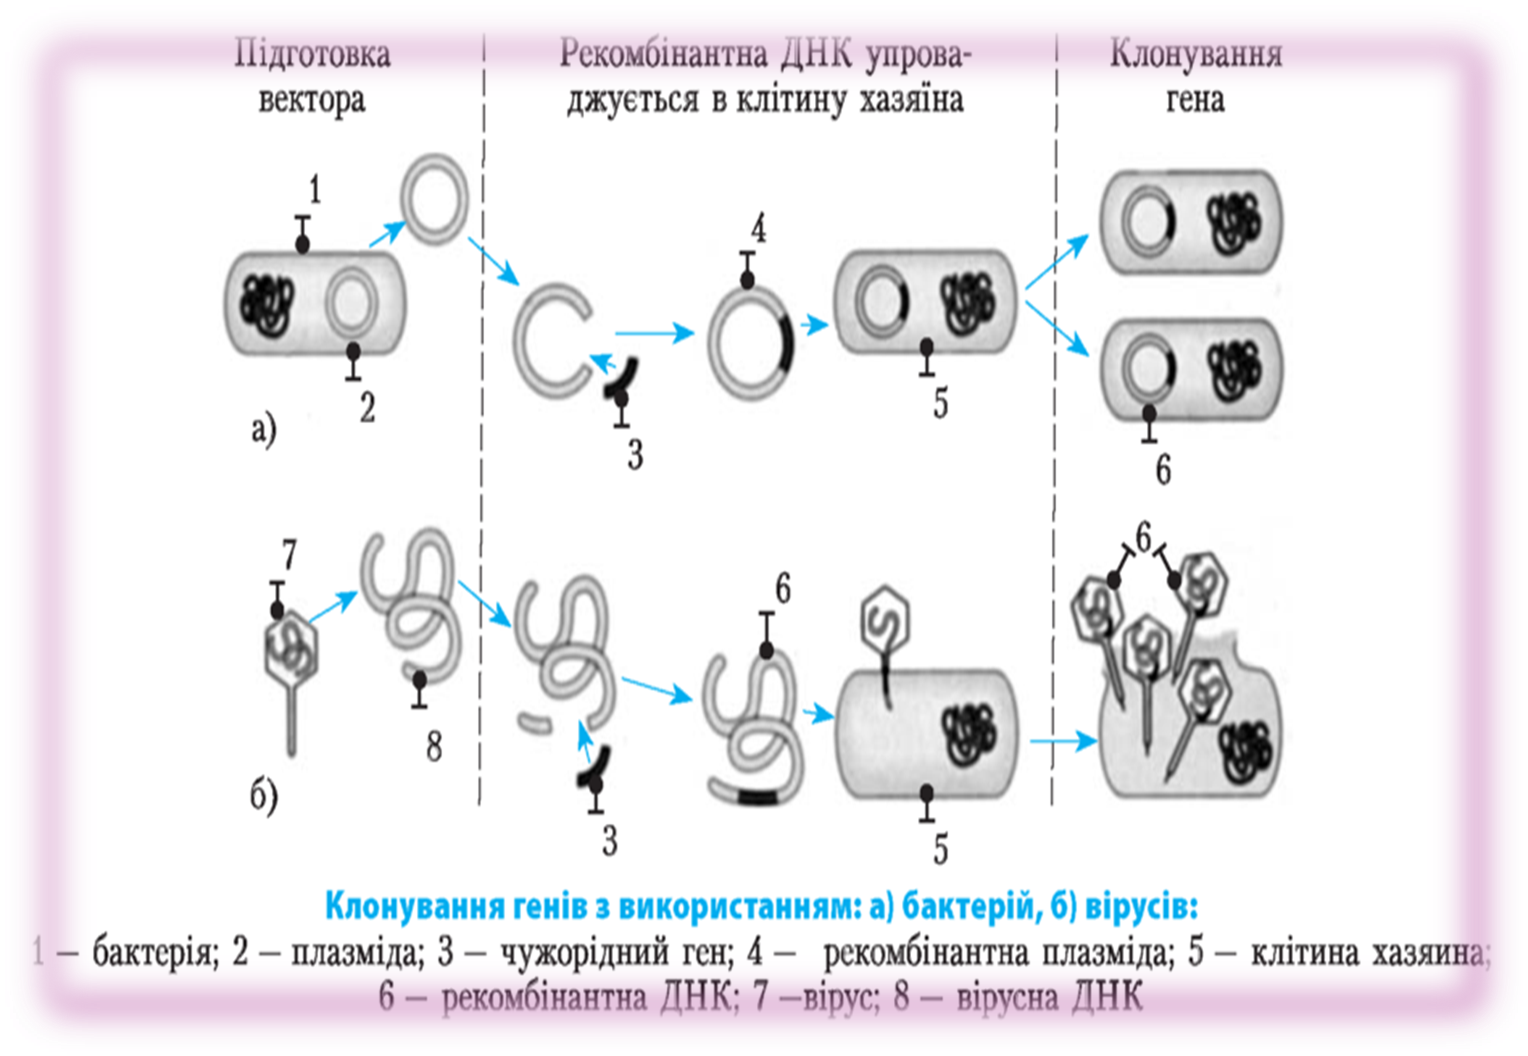 Підготовка
вектора
Рекомбінантна ДНК упрова-
джується в клітину хазяїна
Клонування
гена
1
2
а)
3
4
5
6
7
8
б)
3
6
5
6
Клонування генів з використанням: а) бактерій, б) вірусів:
1 — бактерія; 2 — плазміда; 3 — чужорідний ген; 4 — рекомбінантна плазміда; 5 — клітина хазяина;
6 — рекомбінантна ДНК; 7 —вірус; 8 — вірусна ДНК